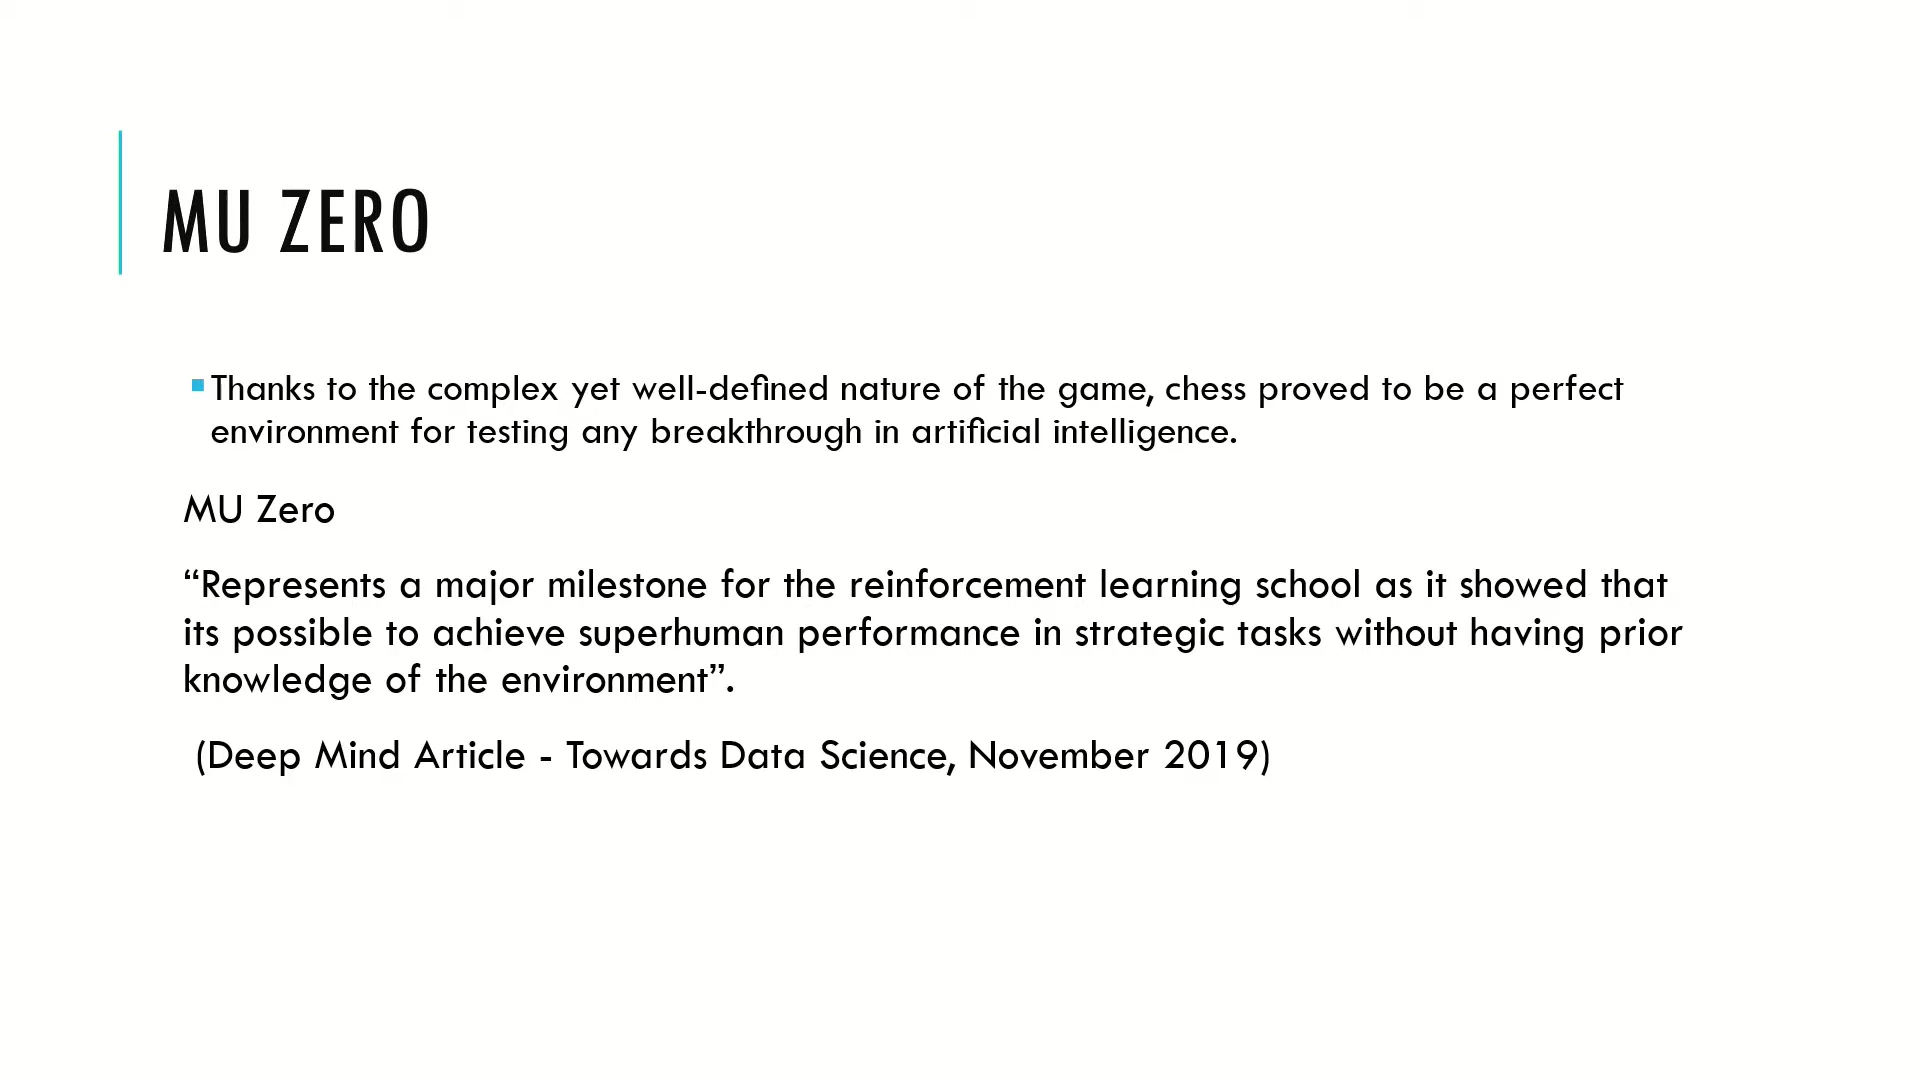 MU ZERO
▪Thanks to the complex yet well-defined nature of the game, chess proved to be a perfect
environment for testing any breakthrough in artificial intelligence.
MU Zero
“Represents a major milestone for the reinforcement learning school as it showed that
its possible to achieve superhuman performance in strategic tasks without having prior
knowledge of the environment”.
(Deep Mind Article - Towards Data Science, November 2019)